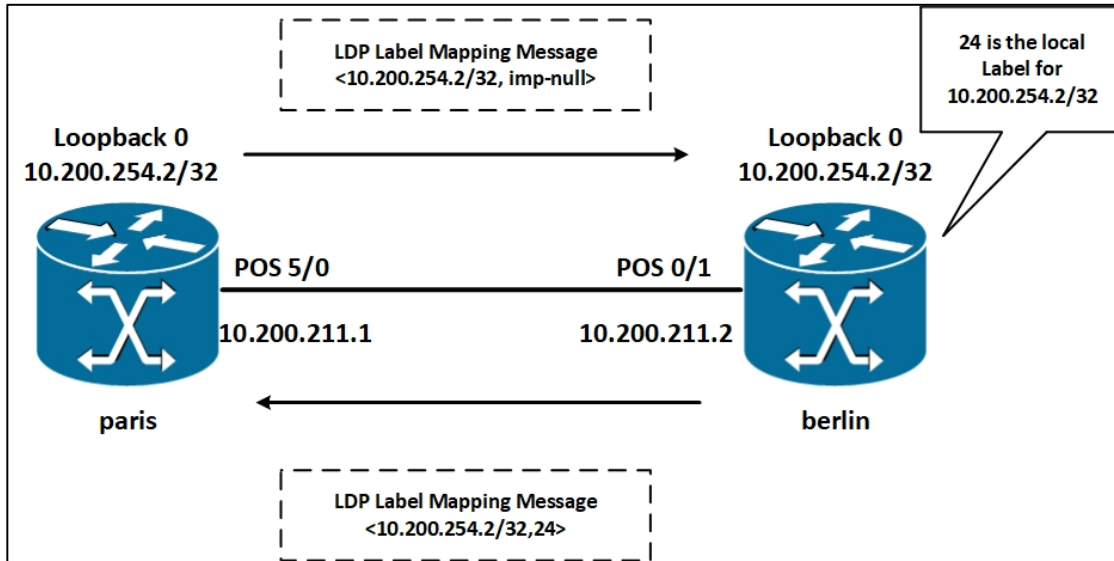 LDP Label Mapping Message
<10.200.254.2/32, imp-null>
24 is the local
Label for
10.200.254.2/32
Loopback 0
10.200.254.2/32
Loopback 0
10.200.254.2/32
POS 5/0
POS 0/1
10.200.211.1
10.200.211.2
paris
berlin
LDP Label Mapping Message
<10.200.254.2/32,24>